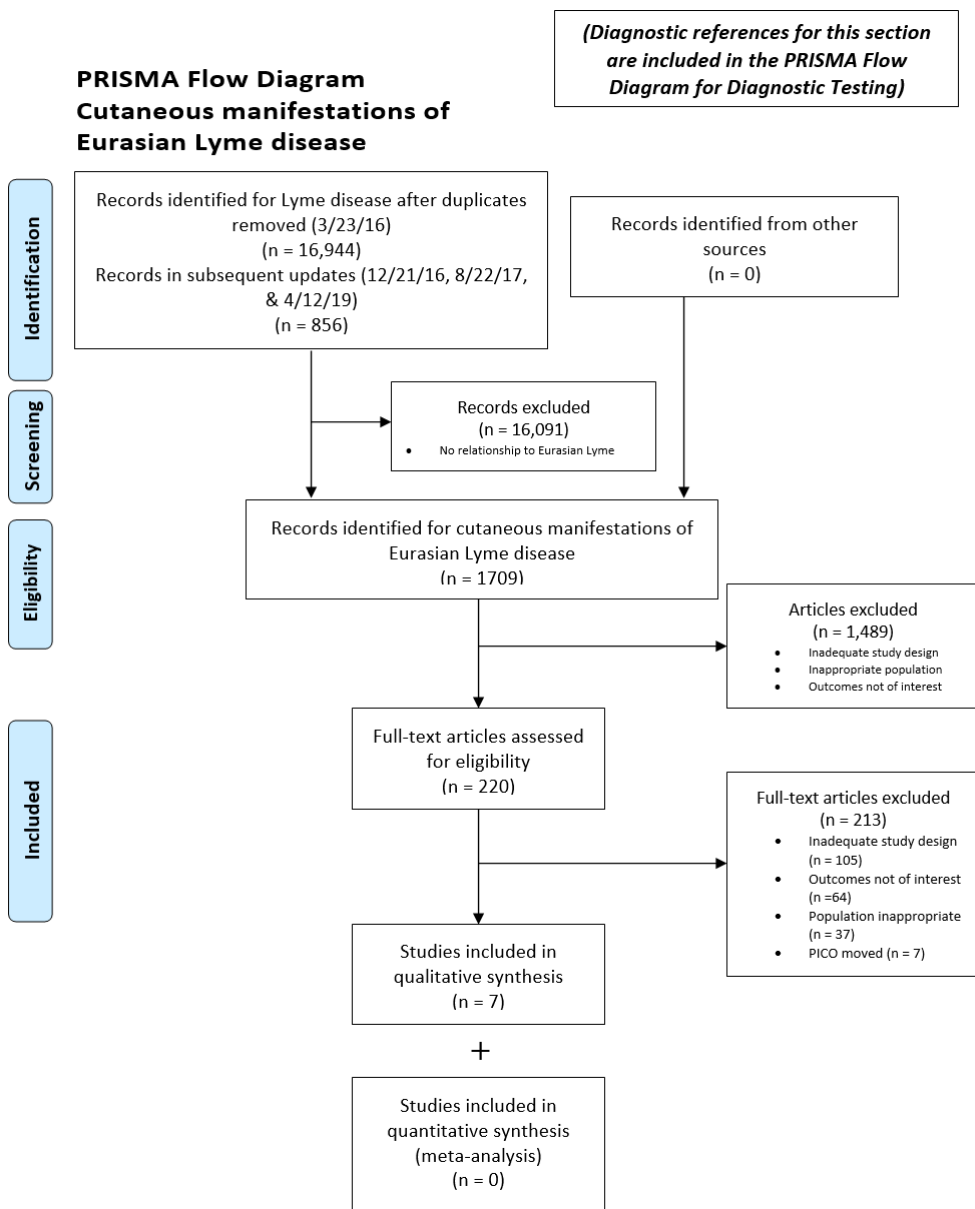 (Diagnostic references for this section
are included in the PRISMA Flow
Diagram for Diagnostic Testing)
PRISMA Flow Diagram
Cutaneous manifestations of
Eurasian Lyme disease
Identification
Records identified for Lyme disease after duplicates
removed (3/23/16)
(n = 16,944)
Records in subsequent updates (12/21/16, 8/22/17,
& 4/12/19)
(n = 856)
Records identified from other
sources
(n = 0)
Screening
Records excluded
(n = 16,091)
• No relationship to Eurasian Lyme
Eligibility
Records identified for cutaneous manifestations of
Eurasian Lyme disease
(n = 1709)
Articles excluded
(n = 1,489)
• Inadequate study design
• Inappropriate population
• Outcomes not of interest
Included
Full-text articles assessed
for eligibility
(n = 220)
Full-text articles excluded
(n = 213)
• Inadequate study design
(n = 105)
• Outcomes not of interest
(n =64)
• Population inappropriate
(n = 37)
• PICO moved (n = 7)
Studies included in
qualitative synthesis
(n = 7)
+
Studies included in
quantitative synthesis
(meta-analysis)
(n = 0)